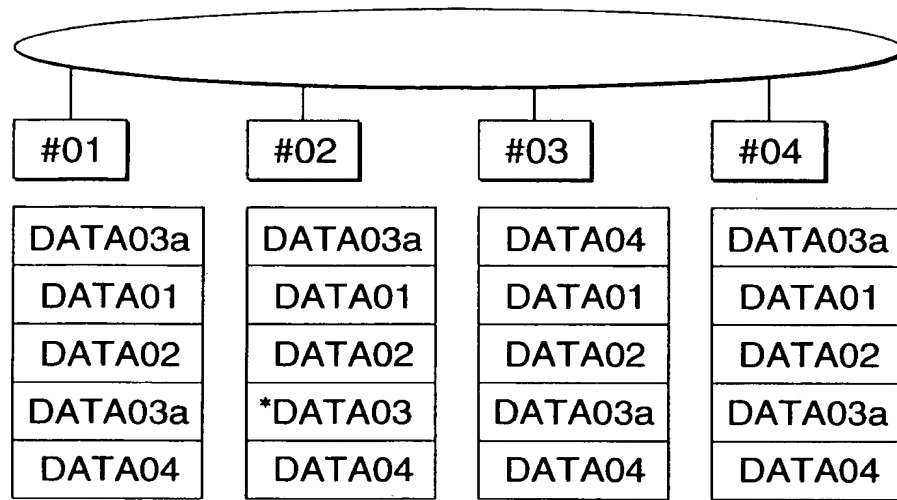 #01 #02 #03 #04
DATA03a DATA03a DATA04 DATA03a
DATA01 DATA01 DATA01 DATA01
DATA02 DATA02 DATA02 DATA02
DATA03a *DATA03 DATA03a DATA03a
DATA04 DATA04 DATA04 DATA04